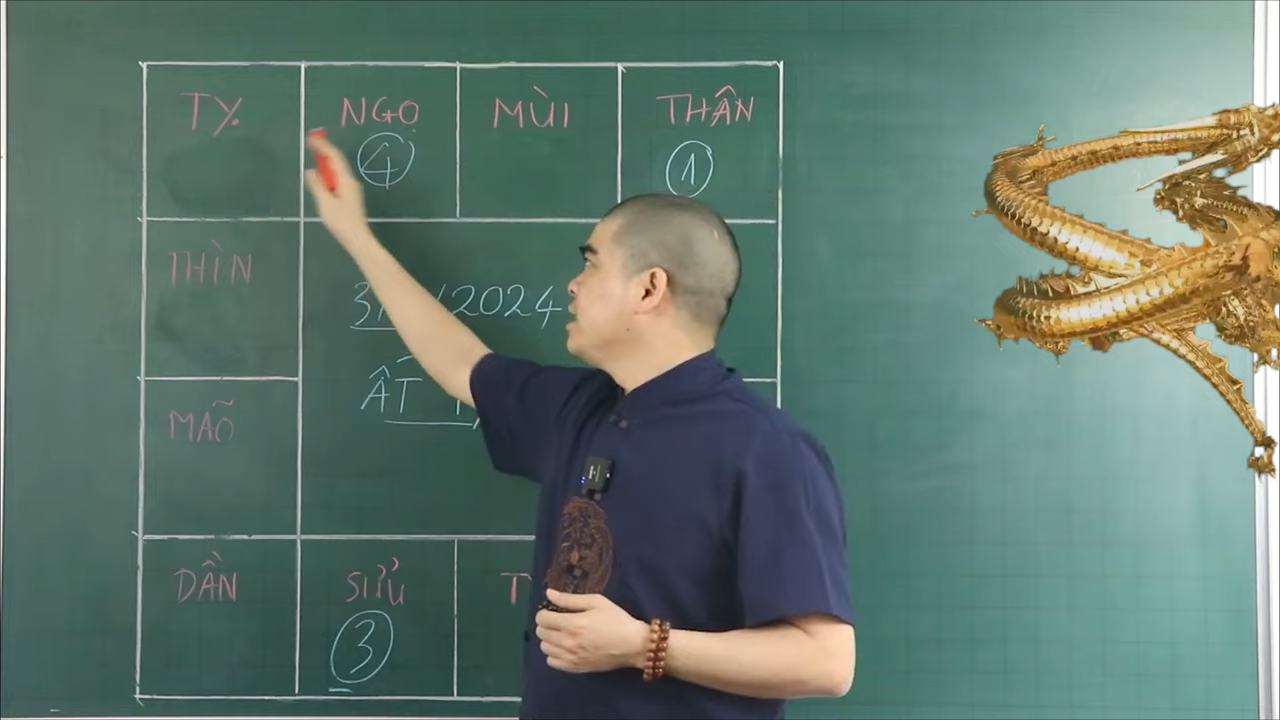 TỴ
NGỌ
MÙI
THÂN
④
①
THÌN
/2024
ẤT
MÃO
DẦN
SỬU
③